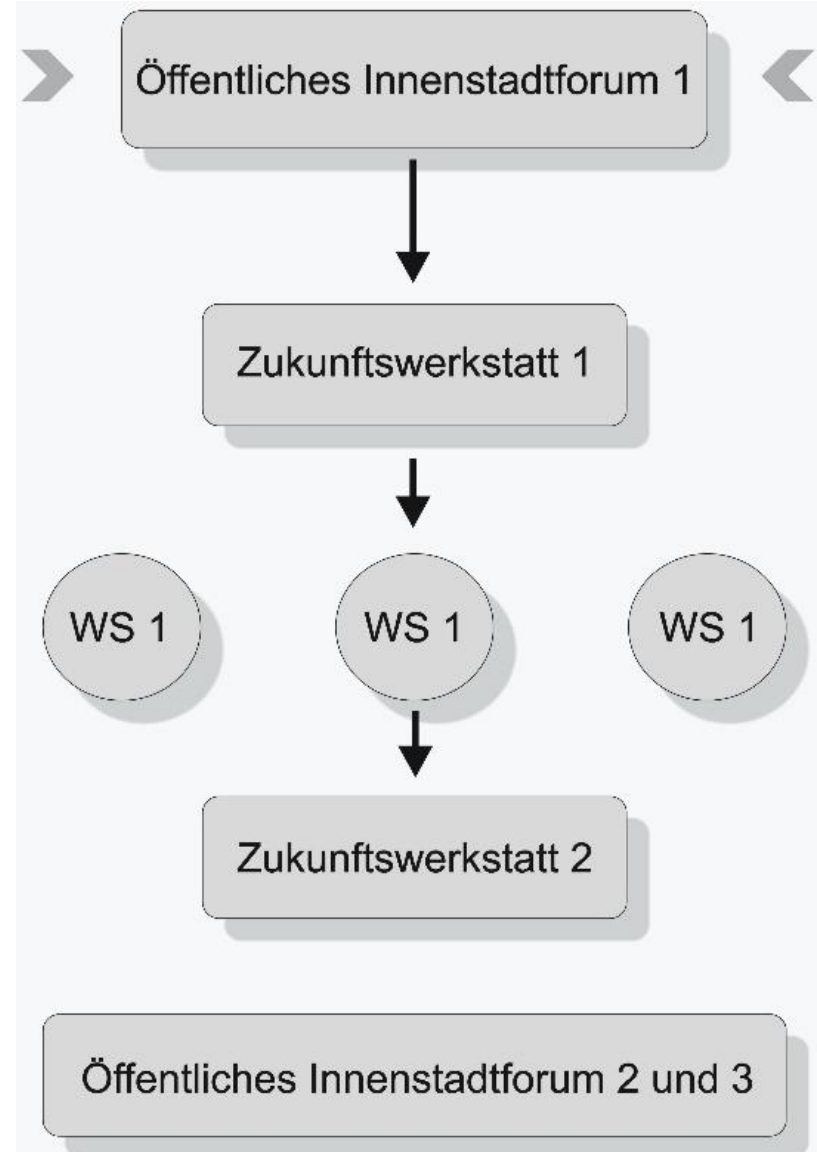 Öffentliches Innenstadtforum 1
Zukunftswerkstatt 1
WS 1
WS 1
WS 1
Zukunftswerkstatt 2
Öffentliches Innenstadtforum 2 und 3